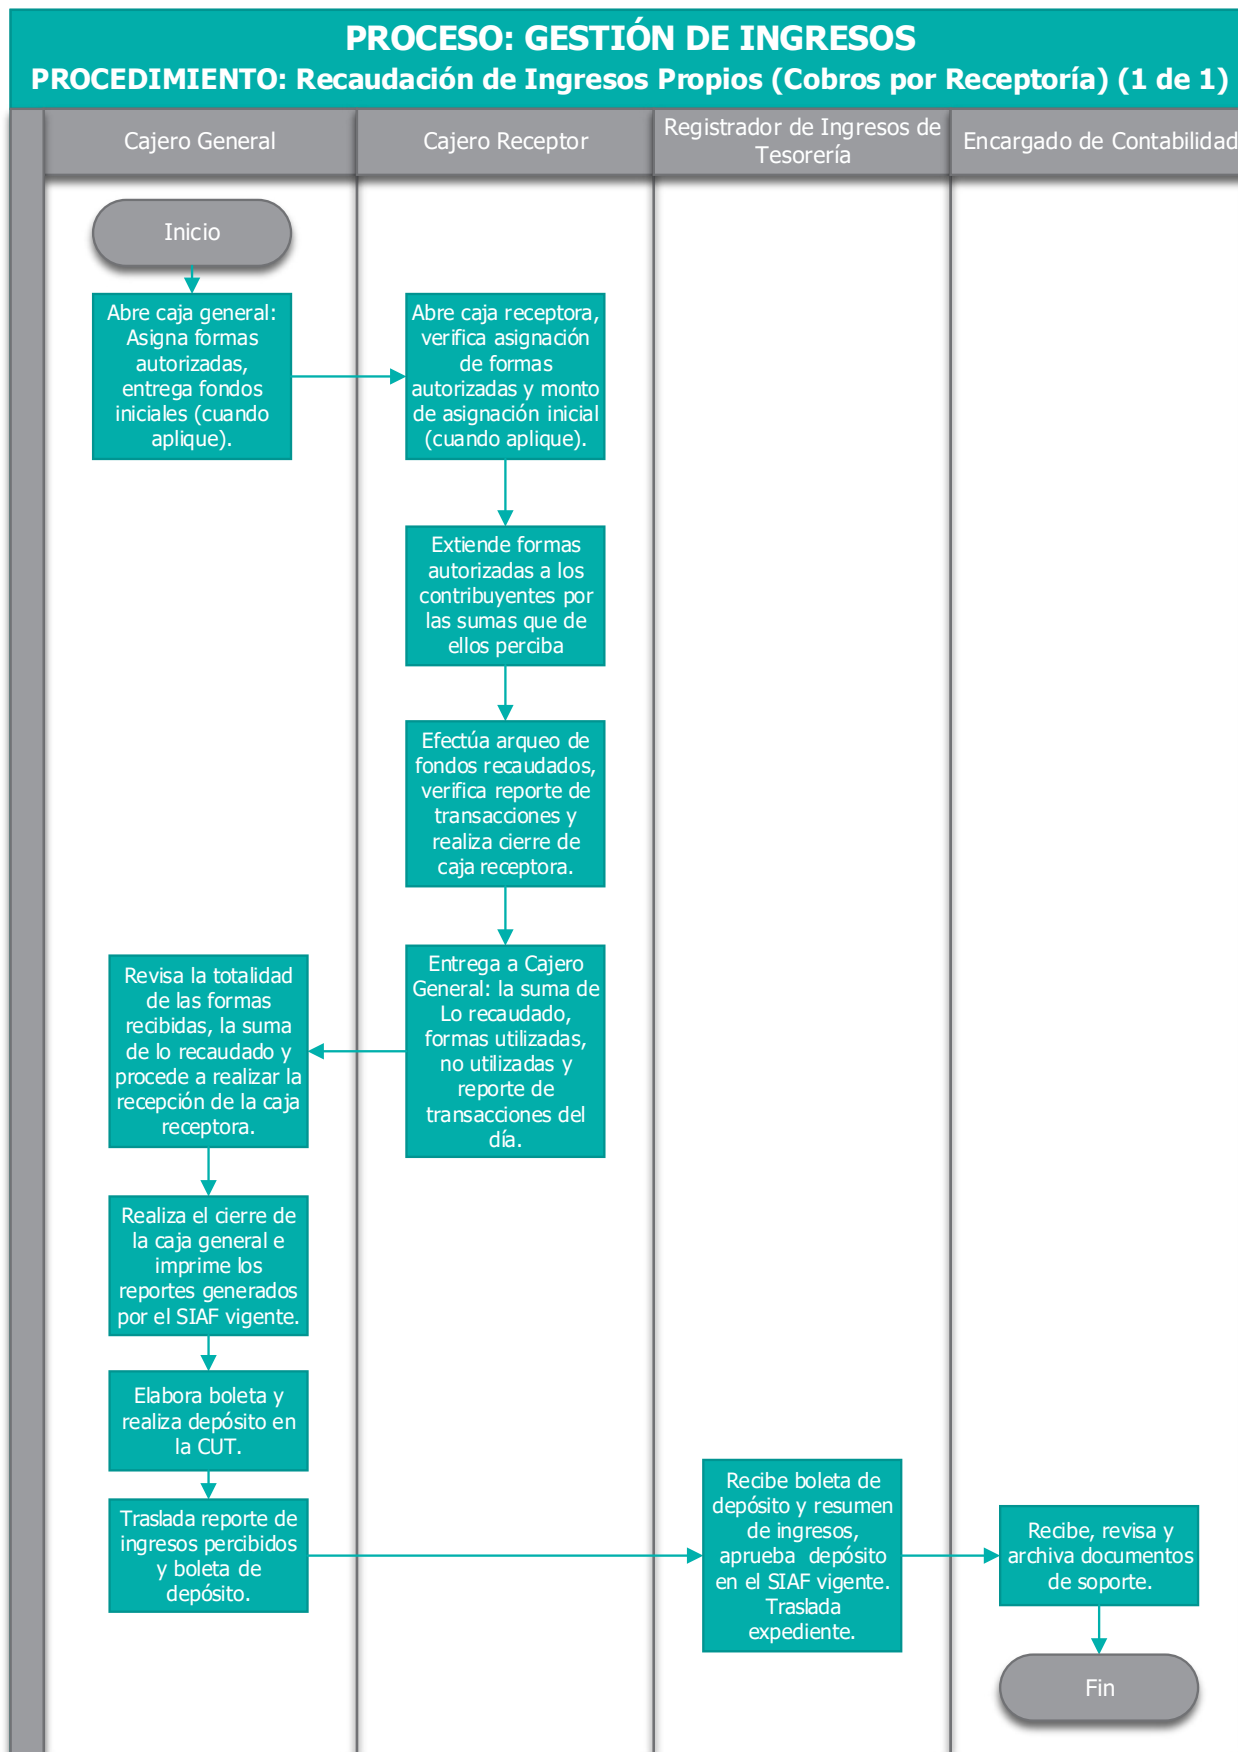 PROCESO: GESTIÓN DE INGRESOS
PROCEDIMIENTO: Recaudación de Ingresos Propios (Cobros por Receptoría) (1 de 1)
Cajero General
Cajero Receptor
Registrador de Ingresos de
Tesorería
Encargado de Contabilidad
Inicio
Abre caja general:
Asigna formas
autorizadas,
entrega fondos
iniciales (cuando
aplique).
Abre caja receptora,
verifica asignación
de formas
autorizadas y monto
de asignación inicial
(cuando aplique).
Extiende formas
autorizadas a los
contribuyentes por
las sumas que de
ellos perciba
Efectúa arqueo de
fondos recaudados,
verifica reporte de
transacciones y
realiza cierre de
caja receptora.
Entrega a Cajero
General: la suma de
Lo recaudado,
formas utilizadas,
no utilizadas y
reporte de
transacciones del
día.
Revisa la totalidad
de las formas
recibidas, la suma
de lo recaudado y
procede a realizar la
recepción de la caja
receptora.
Realiza el cierre de
la caja general e
imprime los
reportes generados
por el SIAF vigente.
Elabora boleta y
realiza depósito en
la CUT.
Traslada reporte de
ingresos percibidos
y boleta de
depósito.
Recibe boleta de
depósito y resumen
de ingresos,
aprueba depósito
en el SIAF vigente.
Traslada
expediente.
Recibe, revisa y
archiva documentos
de soporte.
Fin